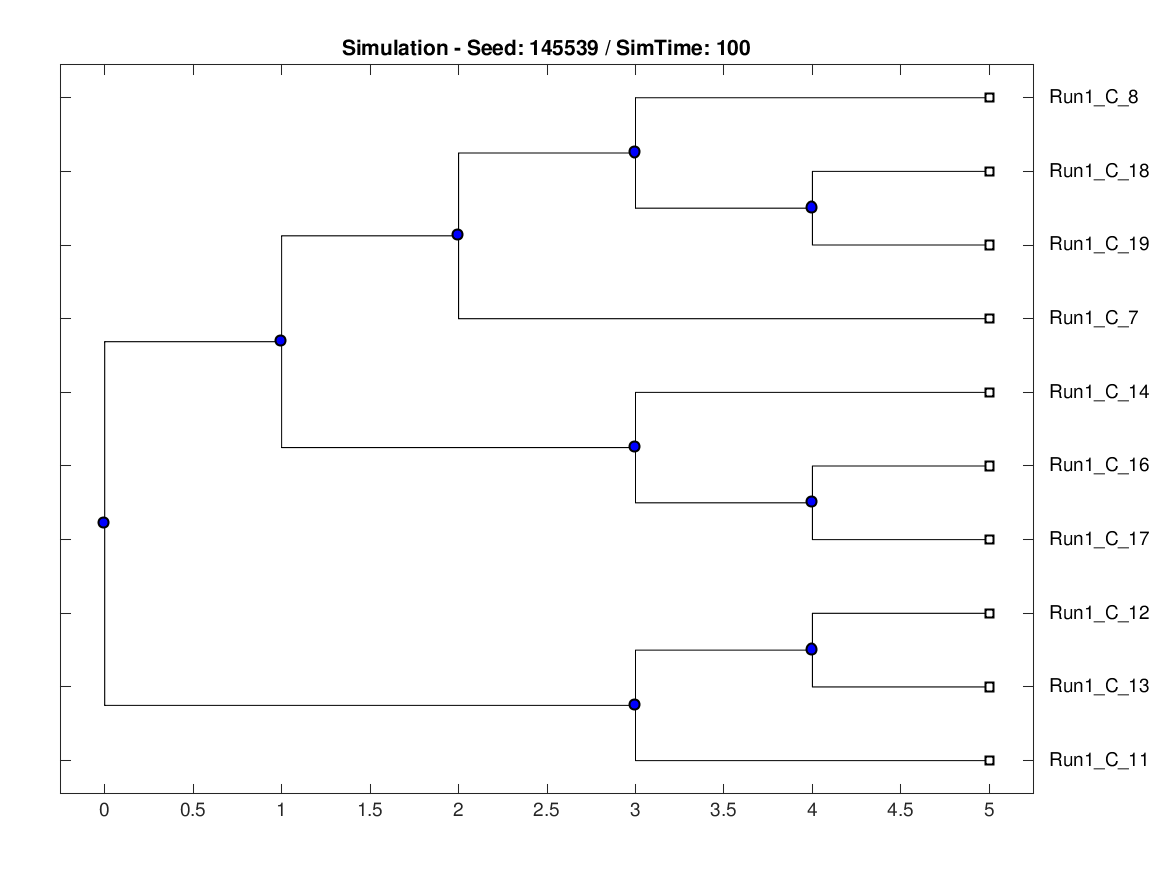 Simulation - Seed: 145539 / SimTime: 100
Run1_C_8
Run1_C_18
Run1_C_19
Run1_C_7
Run1_C_14
Run1_C_16
Run1_C_17
Run1_C_12
Run1_C_13
Run1_C_11
0 0.5 1 1.5 2 2.5 3 3.5 4 4.5 5